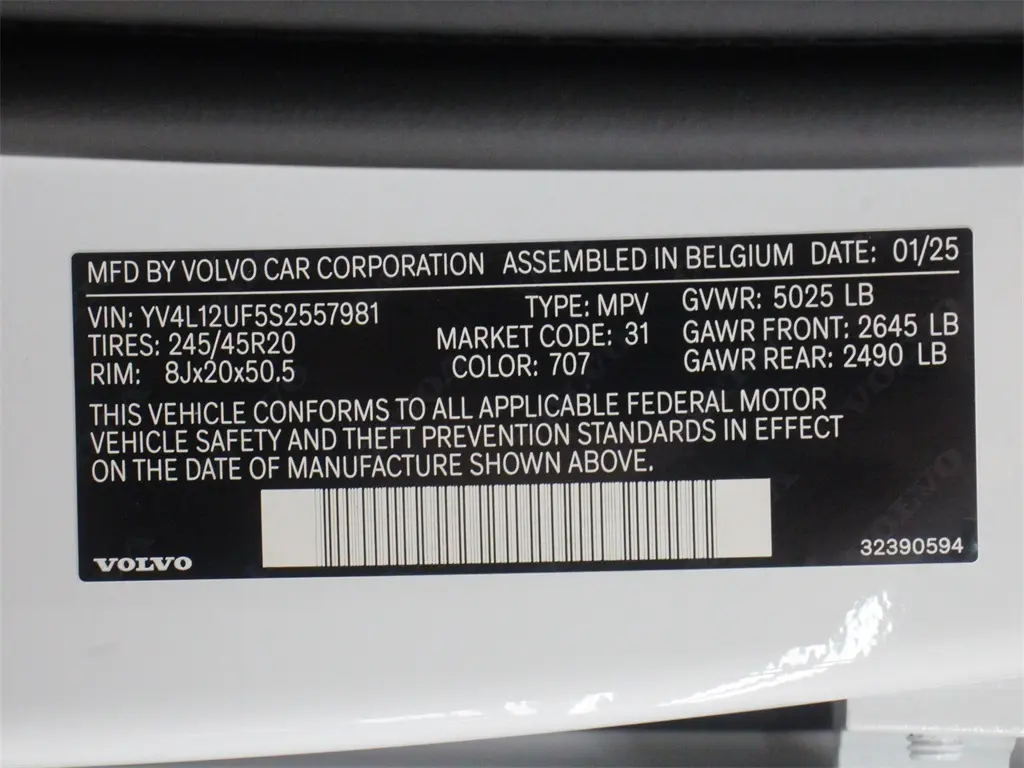 MFD BY VOLVO CAR CORPORATION ASSEMBLED IN BELGIUM DATE: 01/25
VIN: YV4L12UF5S2557981 TYPE: MPV GVWR: 5025 LB
TIRES: 245/45R20 MARKET CODE: 31 GAWR FRONT: 2645 LB
RIM: 8Jx20x50.5 COLOR: 707 GAWR REAR: 2490 LB
THIS VEHICLE CONFORMS TO ALL APPLICABLE FEDERAL MOTOR
VEHICLE SAFETY AND THEFT PREVENTION STANDARDS IN EFFECT
ON THE DATE OF MANUFACTURE SHOWN ABOVE.
VOLVO 32390594